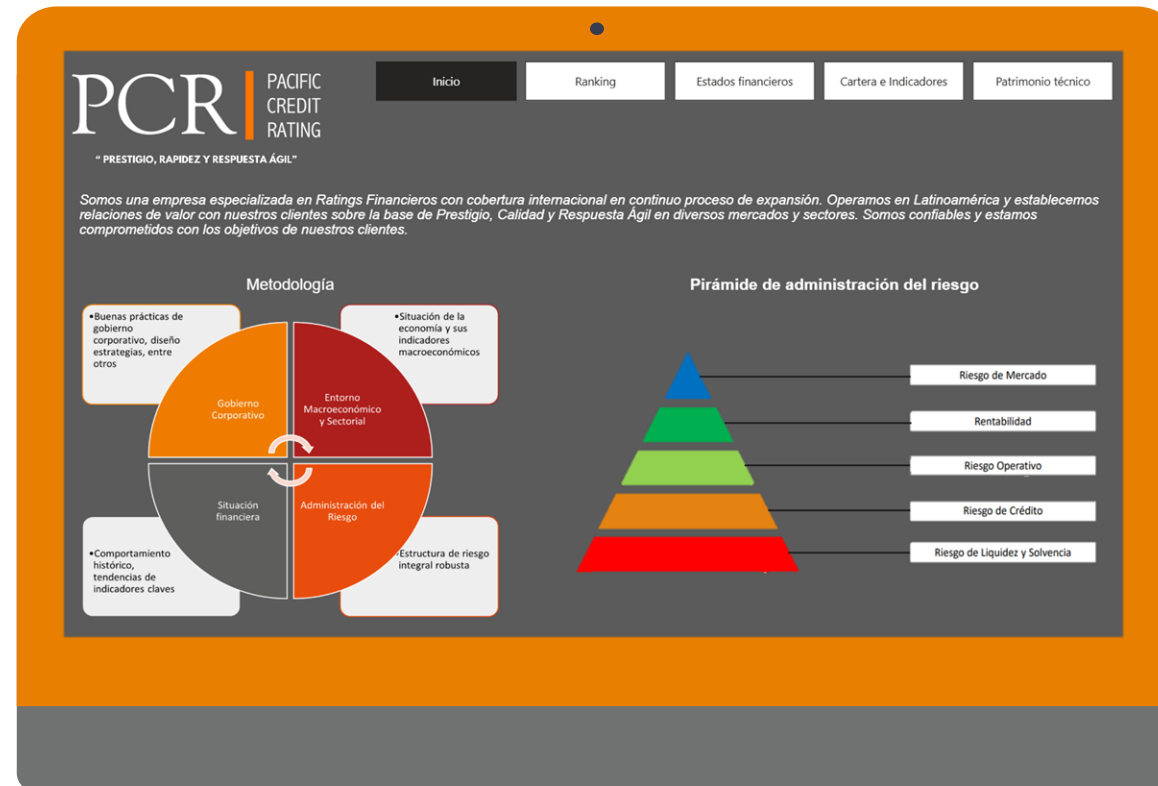 PCR
PACIFIC
CREDIT
RATING
“ PRESTIGIO, RAPIDEZ Y RESPUESTA ÁGIL”
Inicio
Ranking
Estados financieros
Cartera e Indicadores
Patrimonio técnico
Somos una empresa especializada en Ratings Financieros con cobertura internacional en continuo proceso de expansión. Operamos en Latinoamérica y establecemos
relaciones de valor con nuestros clientes sobre la base de Prestigio, Calidad y Respuesta Ágil en diversos mercados y sectores. Somos confiables y estamos
comprometidos con los objetivos de nuestros clientes.
Metodología
•Buenas prácticas de
gobierno
corporativo, diseño
estrategias, entre
otros
•Situación de la
economía y sus
indicadores
macroeconómicos
Gobierno
Corporativo
Entorno
Macroeconómico
y Sectorial
Situación
financiera
Administración del
Riesgo
•Comportamiento
histórico,
tendencias de
indicadores claves
•Estructura de riesgo
integral robusta
Pirámide de administración del riesgo
Riesgo de Mercado
Rentabilidad
Riesgo Operativo
Riesgo de Crédito
Riesgo de Liquidez y Solvencia